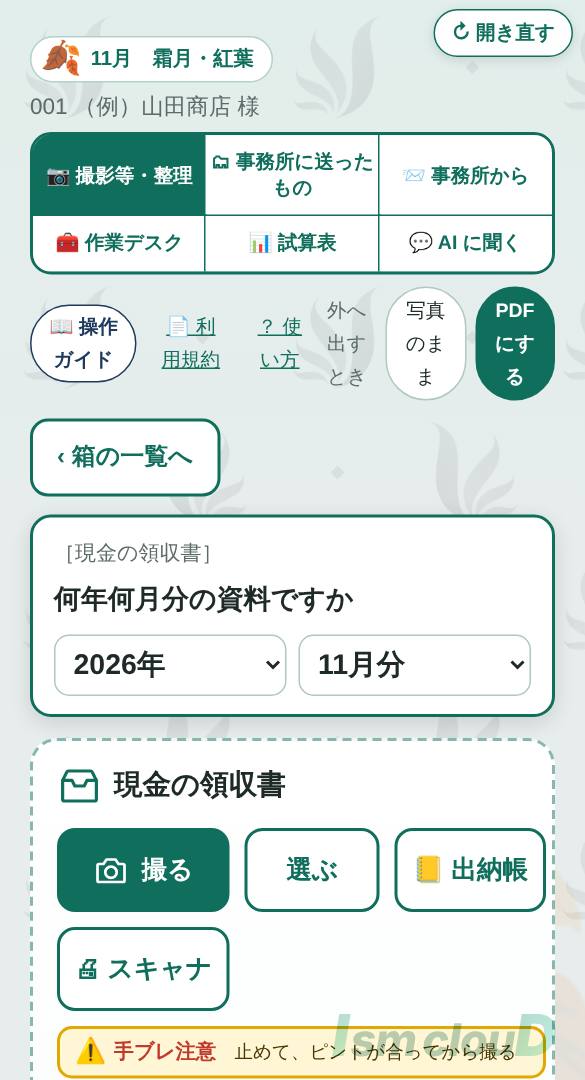 ↻ 開き直す
11月　霜月・紅葉
001 （例）山田商店 様
撮影等・整理
事務所に送った
もの
事務所から
作業デスク
試算表
AI に聞く
操作
ガイド
利
用規約
？ 使
い方
外へ
出す
とき
写真
のま
ま
PDF
にす
る
‹ 箱の一覧へ
［現金の領収書］
何年何月分の資料ですか
2026年
11月分
現金の領収書
撮る
選ぶ
出納帳
スキャナ
手ブレ注意　止めて、ピントが合ってから撮る
Ism clouD